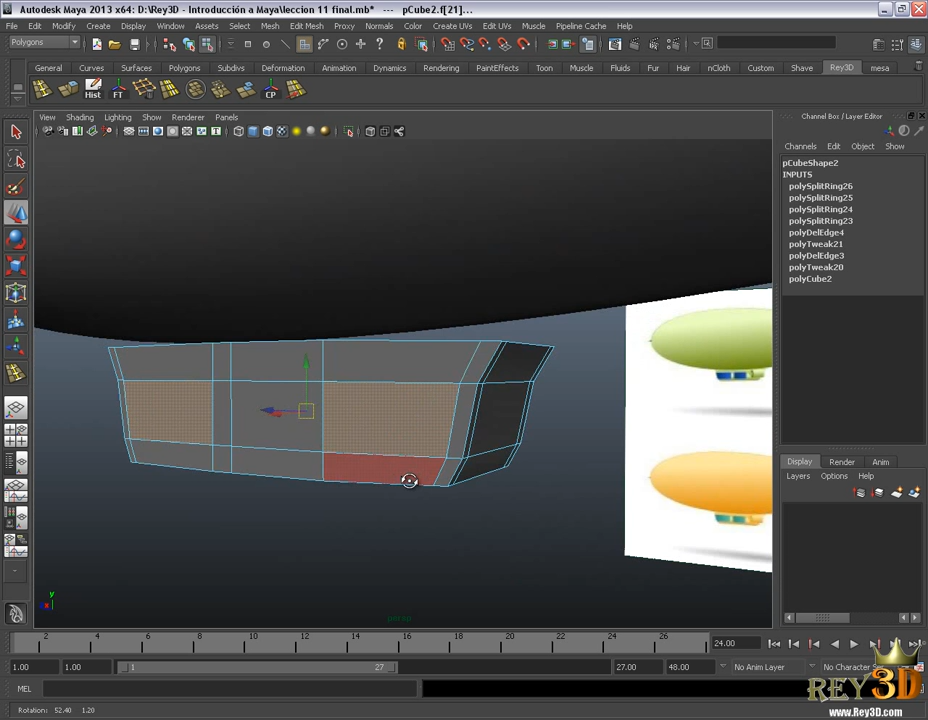 Autodesk Maya 2013 x64: D:\Rey3D - Introducción a Maya\leccion 11 final.mb* --- pCube2.f[21]...
File Edit Modify Create Display Window Assets Select Mesh Edit Mesh Proxy Normals Color Create UVs Edit UVs Muscle Pipeline Cache Help
Polygons
General Curves Surfaces Polygons Subdivs Deformation Animation Dynamics Rendering PaintEffects Toon Muscle Fluids Fur Hair nCloth Custom Shave Rey3D mesa
Hist FT CP
View Shading Lighting Show Renderer Panels
Channel Box / Layer Editor
Channels Edit Object Show
pCubeShape2
INPUTS
polySplitRing26
polySplitRing25
polySplitRing24
polySplitRing23
polyDelEdge4
polyTweak21
polyDelEdge3
polyTweak20
polyCube2
Display Render Anim
Layers Options Help
y
persp
2 4 6 8 10 12 14 16 18 20 22 24 26
24.00
1.00 1.00 1 27 27.00 48.00 No Anim Layer No Character
MEL
REY3D
www.Rey3D.com
Rotation: 52.40 1.20